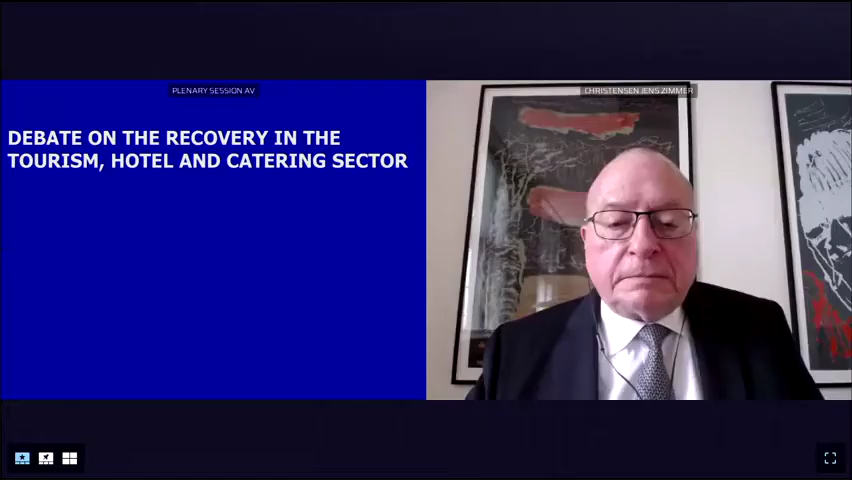 PLENARY SESSION AV
DEBATE ON THE RECOVERY IN THE
TOURISM, HOTEL AND CATERING SECTOR
CHRISTENSEN JENS ZIMMER